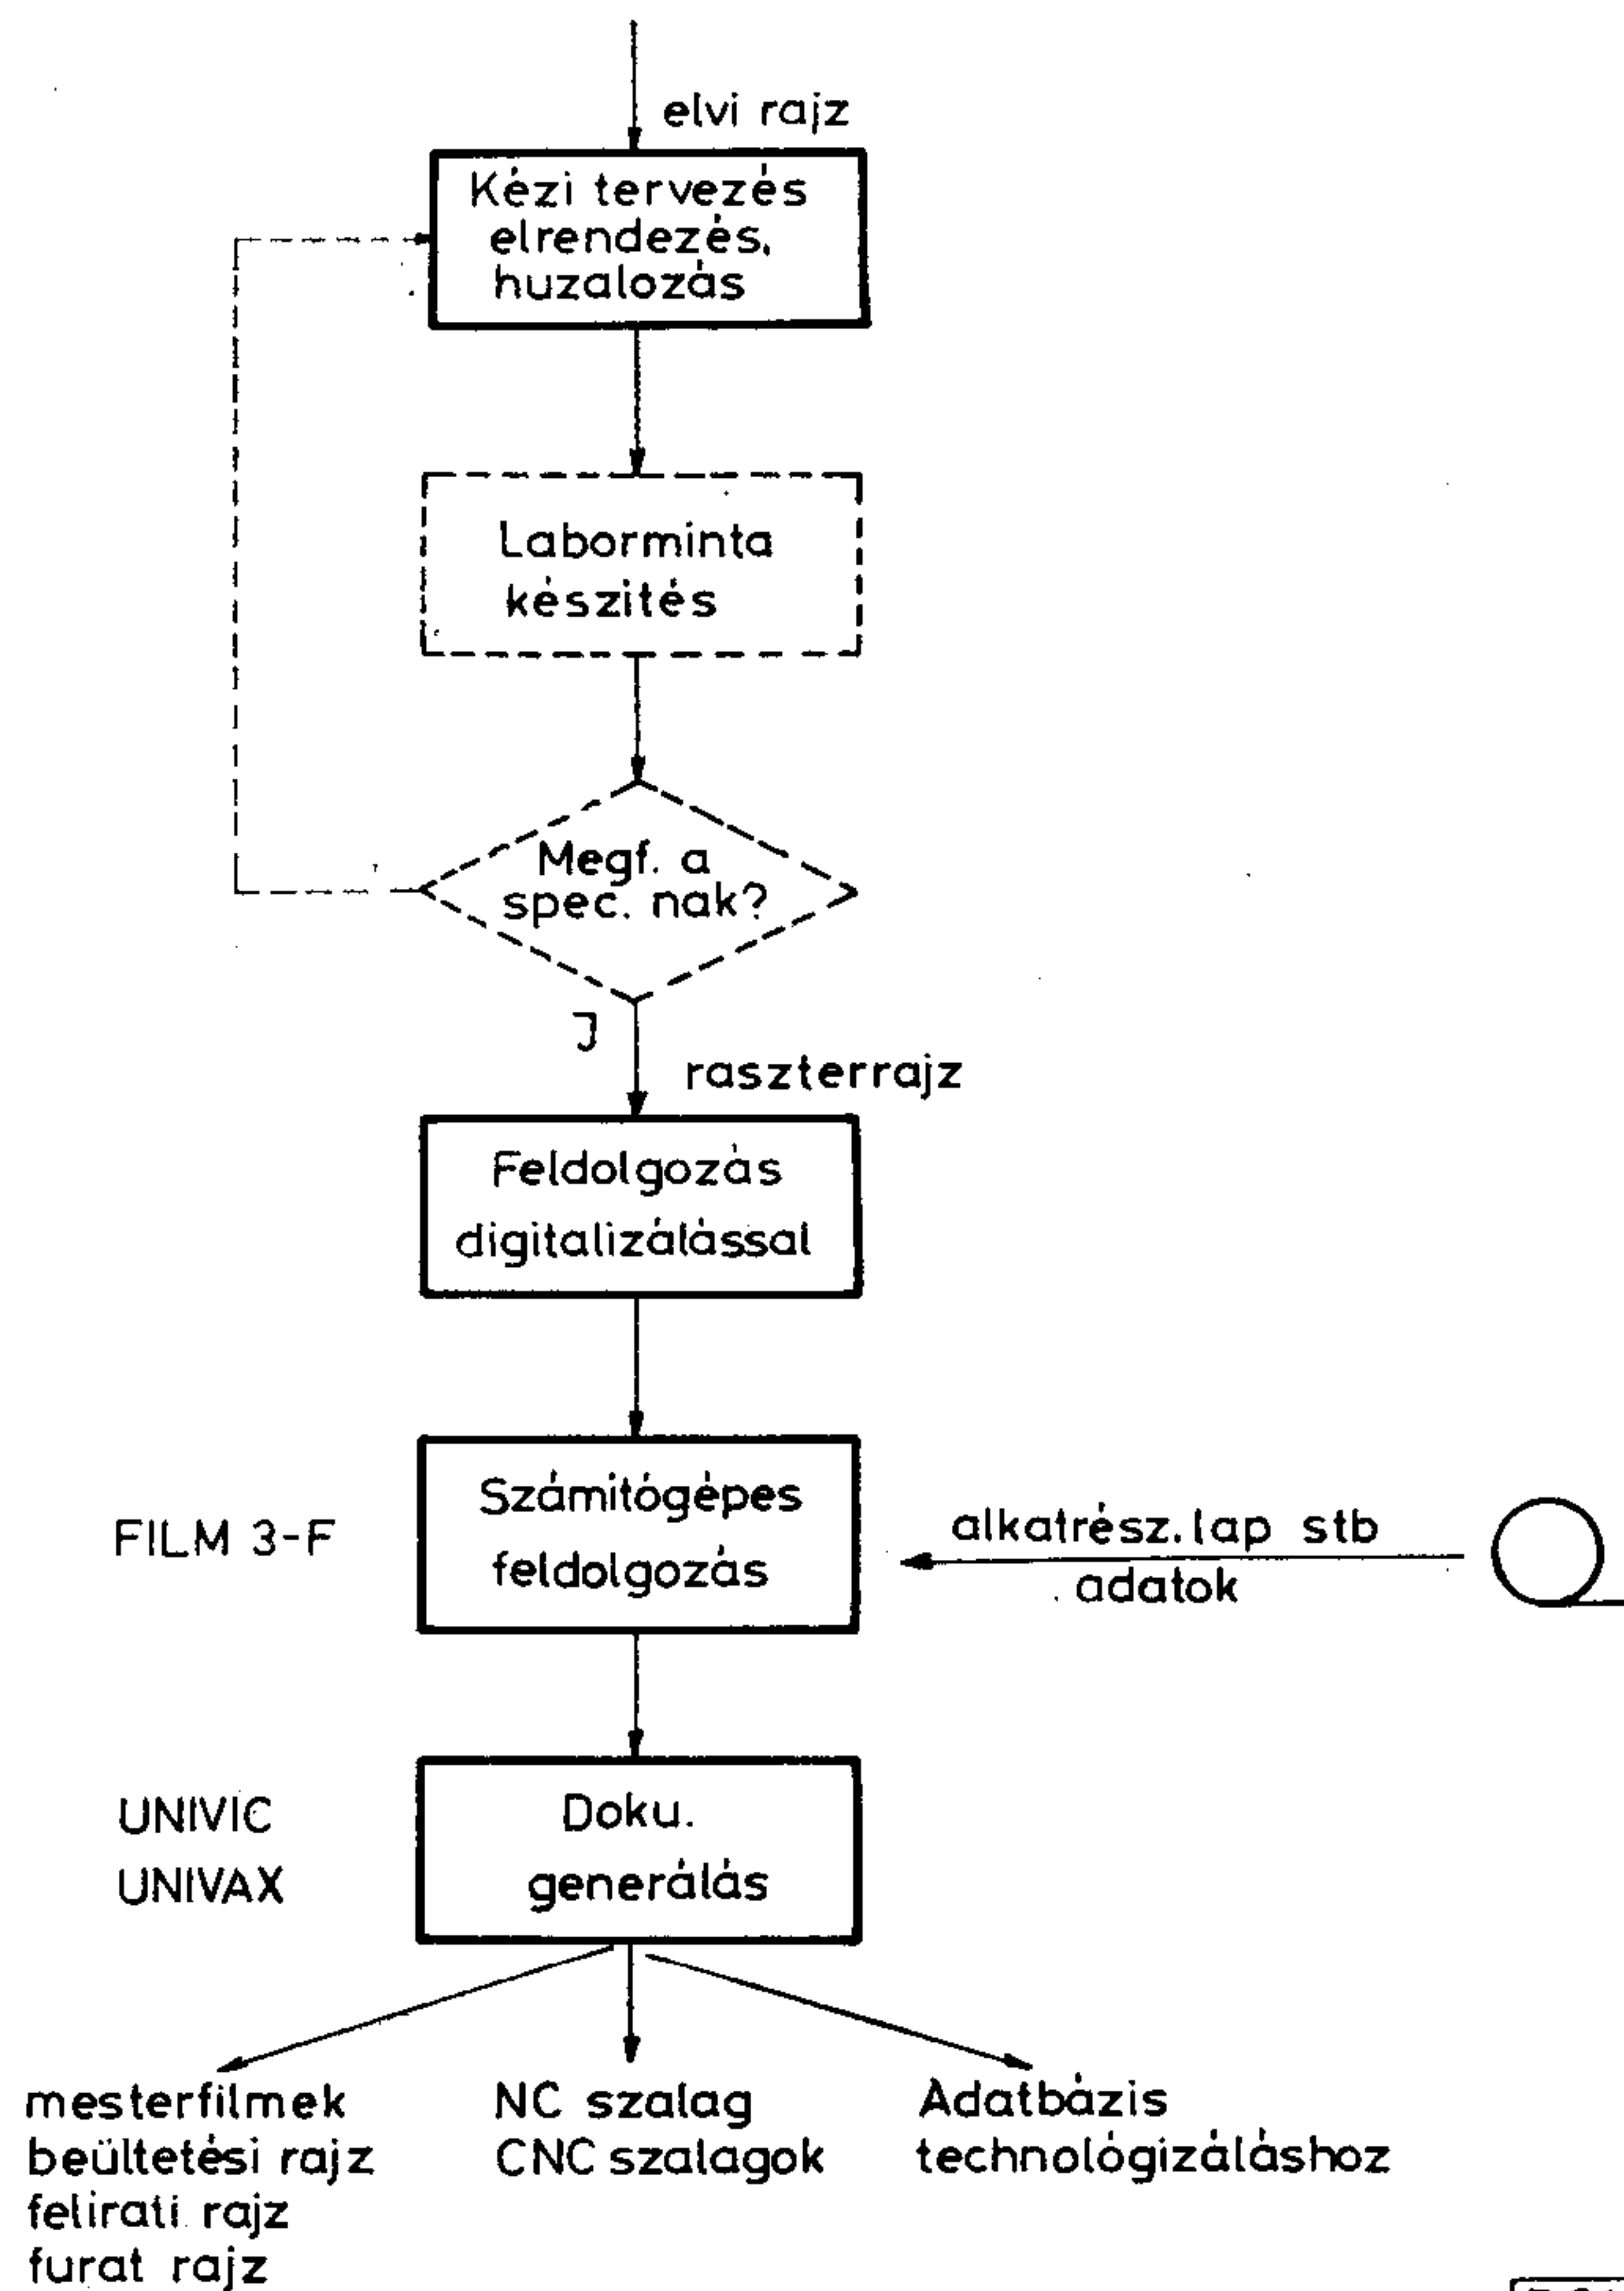 elvi rajz
Kézi tervezés
elrendezés,
huzalozás
Laborminta
készítés
Megf. a
spec. nak?
J
raszterrajz
Feldolgozás
digitalizálással
Számitógépes
feldolgozás
FILM 3-F
alkatrész.lap stb
adatok
UNIVIC
UNIVAX
Doku.
generálás
mesterfilmek
beültetési rajz
felirati rajz
furat rajz
NC szalag
CNC szalagok
Adatbázis
technológizáláshoz